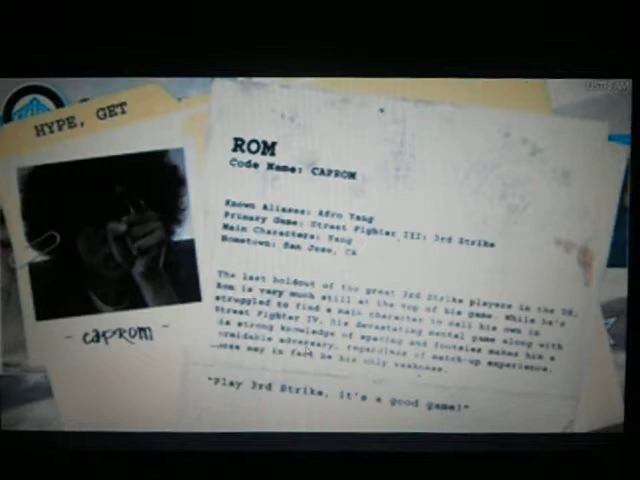 HYPE, GET
ROM
Code Name: CAPROM
Known Aliases: Afro Yang
Primary Game: Street Fighter III: 3rd Strike
Main Characters: Yang
Hometown: San Jose, CA
The last holdout of the great 3rd Strike players in the US,
Rom is very much still at the top of his game. While he's
struggled to find a main character to call his own in
Street Fighter IV, his devastating mental game along with
is strong knowledge of spacing and footsies makes him a
ormidable adversary, regardless of match-up experience.
may in fact be his only weakness.
"Play 3rd Strike, it's a good game!"
- caprom -